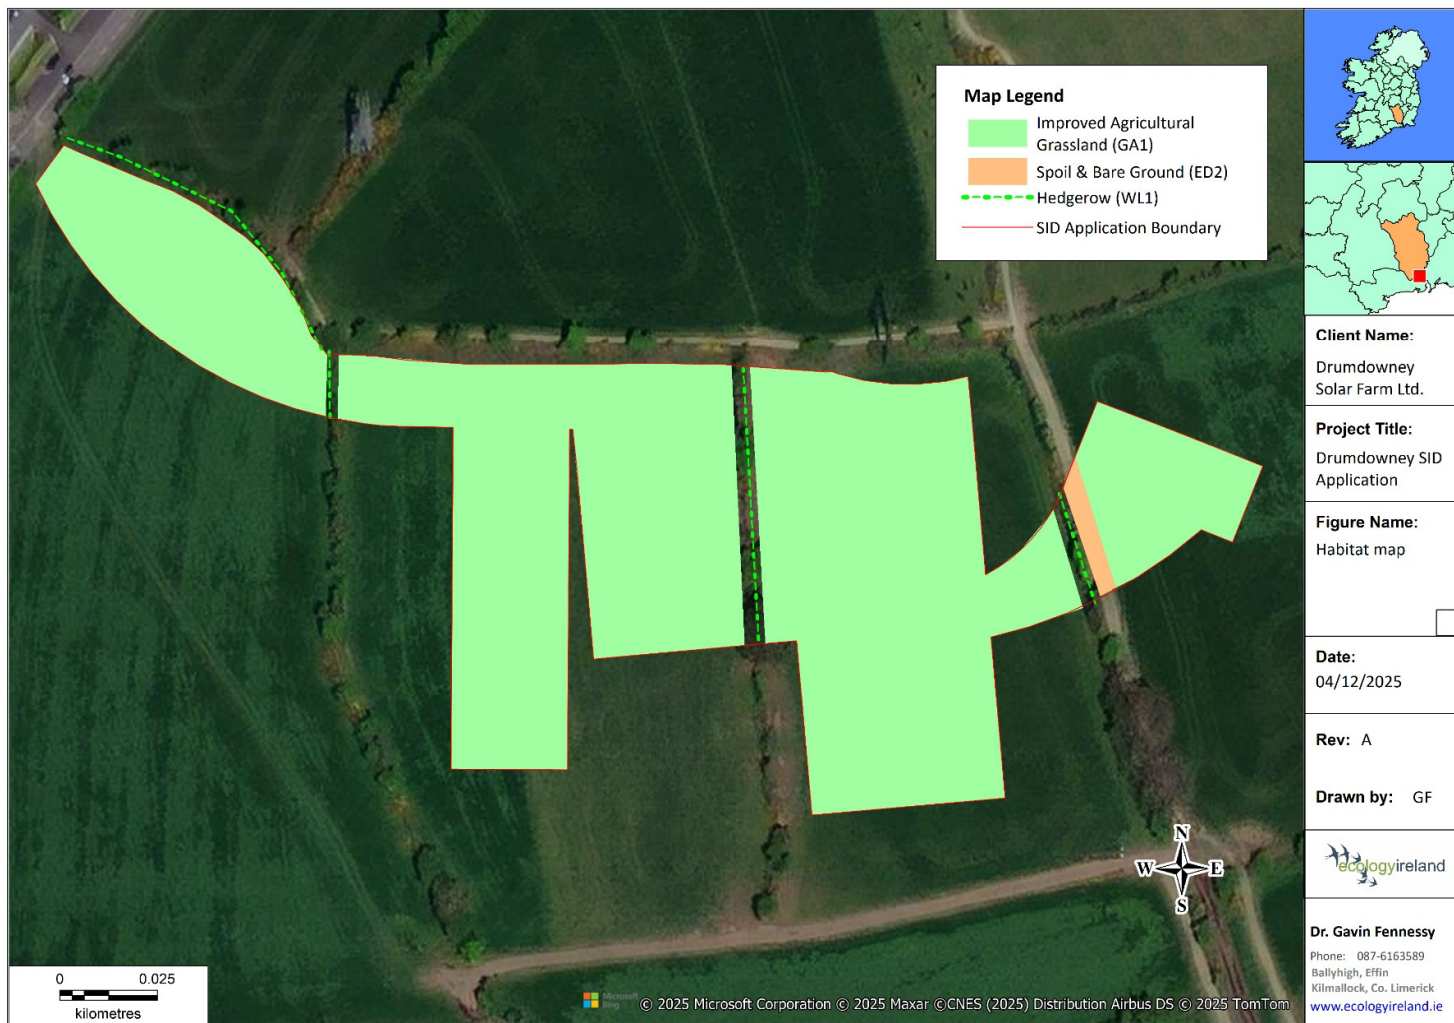 Map Legend
Improved Agricultural
Grassland (GA1)
Spoil & Bare Ground (ED2)
Hedgerow (WL1)
SID Application Boundary
Client Name:
Drumdowney
Solar Farm Ltd.
Project Title:
Drumdowney SID
Application
Figure Name:
Habitat map
Date:
04/12/2025
Rev: A
Drawn by: GF
N
W E
S
ecologyireland
Dr. Gavin Fennessy
Phone: 087-6163589
Ballyhigh, Effin
Kilmallock, Co. Limerick
www.ecologyireland.ie
0 0.025
kilometres
Microsoft
Bing
© 2025 Microsoft Corporation © 2025 Maxar ©CNES (2025) Distribution Airbus DS © 2025 TomTom